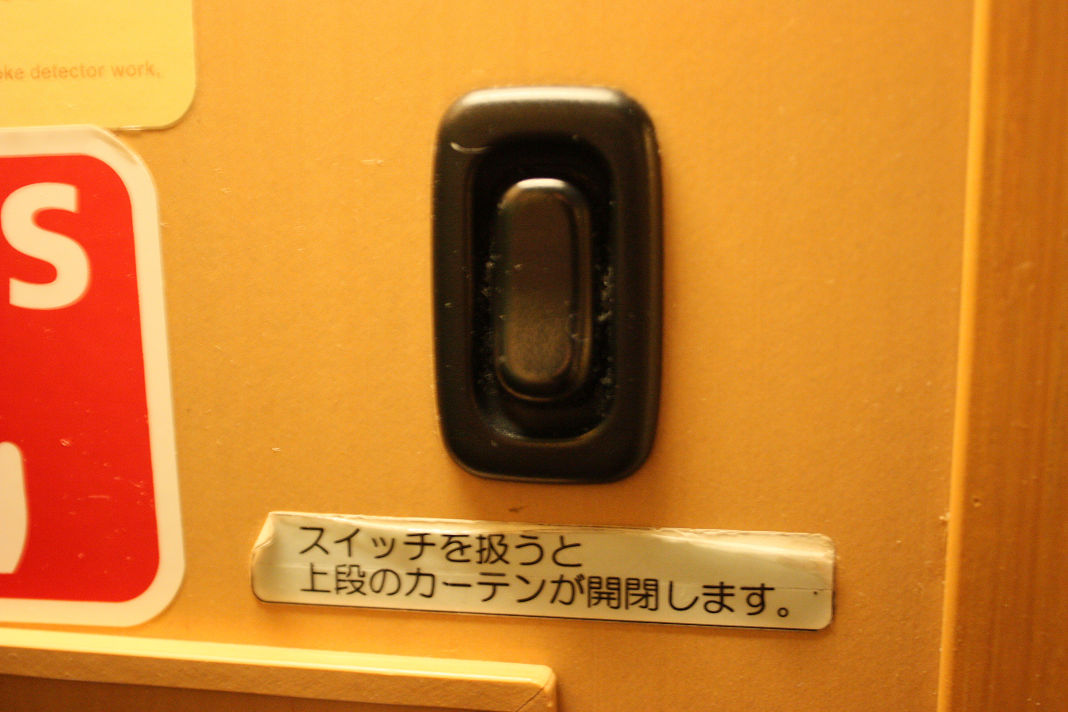 detector work.
S
スイッチを扱うと
上段のカーテンが開閉します。